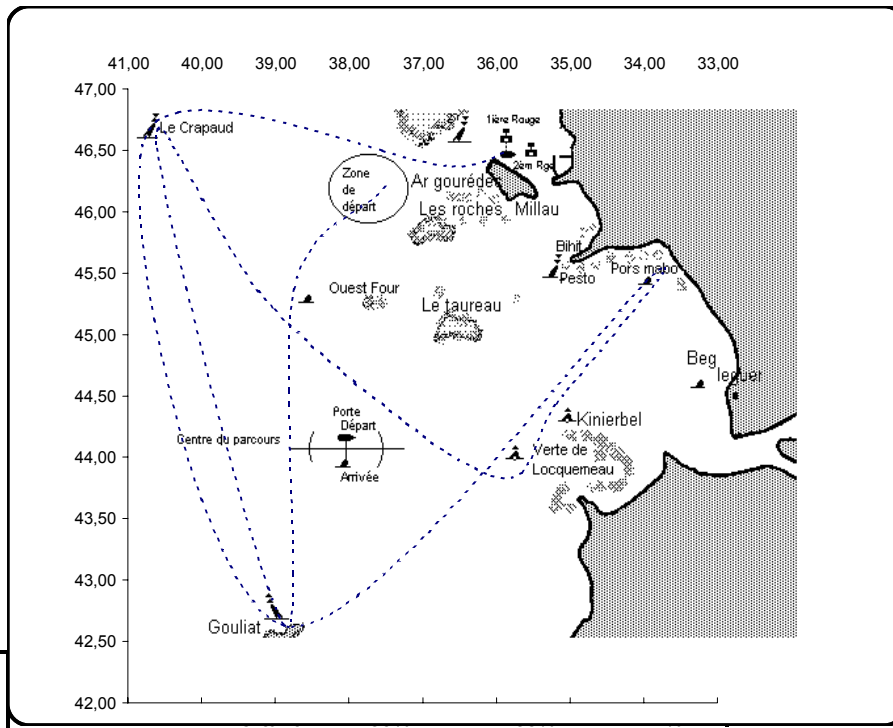 41,00 40,00 39,00 38,00 37,00 36,00 35,00 34,00 33,00
47,00
Le Crapaud
1ière Rouge
46,50
2èm Rge
Zone
de
départ
Ar gourédec
46,00
Les roches Millau
Bihit
45,50
Pesto
Pors mabo
Ouest Four
Le taureau
45,00
Beg
leguer
44,50
Porte
Départ
Kinierbel
Centre du parcours
Verte de
Locquemeau
44,00
Arrivée
43,50
43,00
Gouliat
42,50
42,00